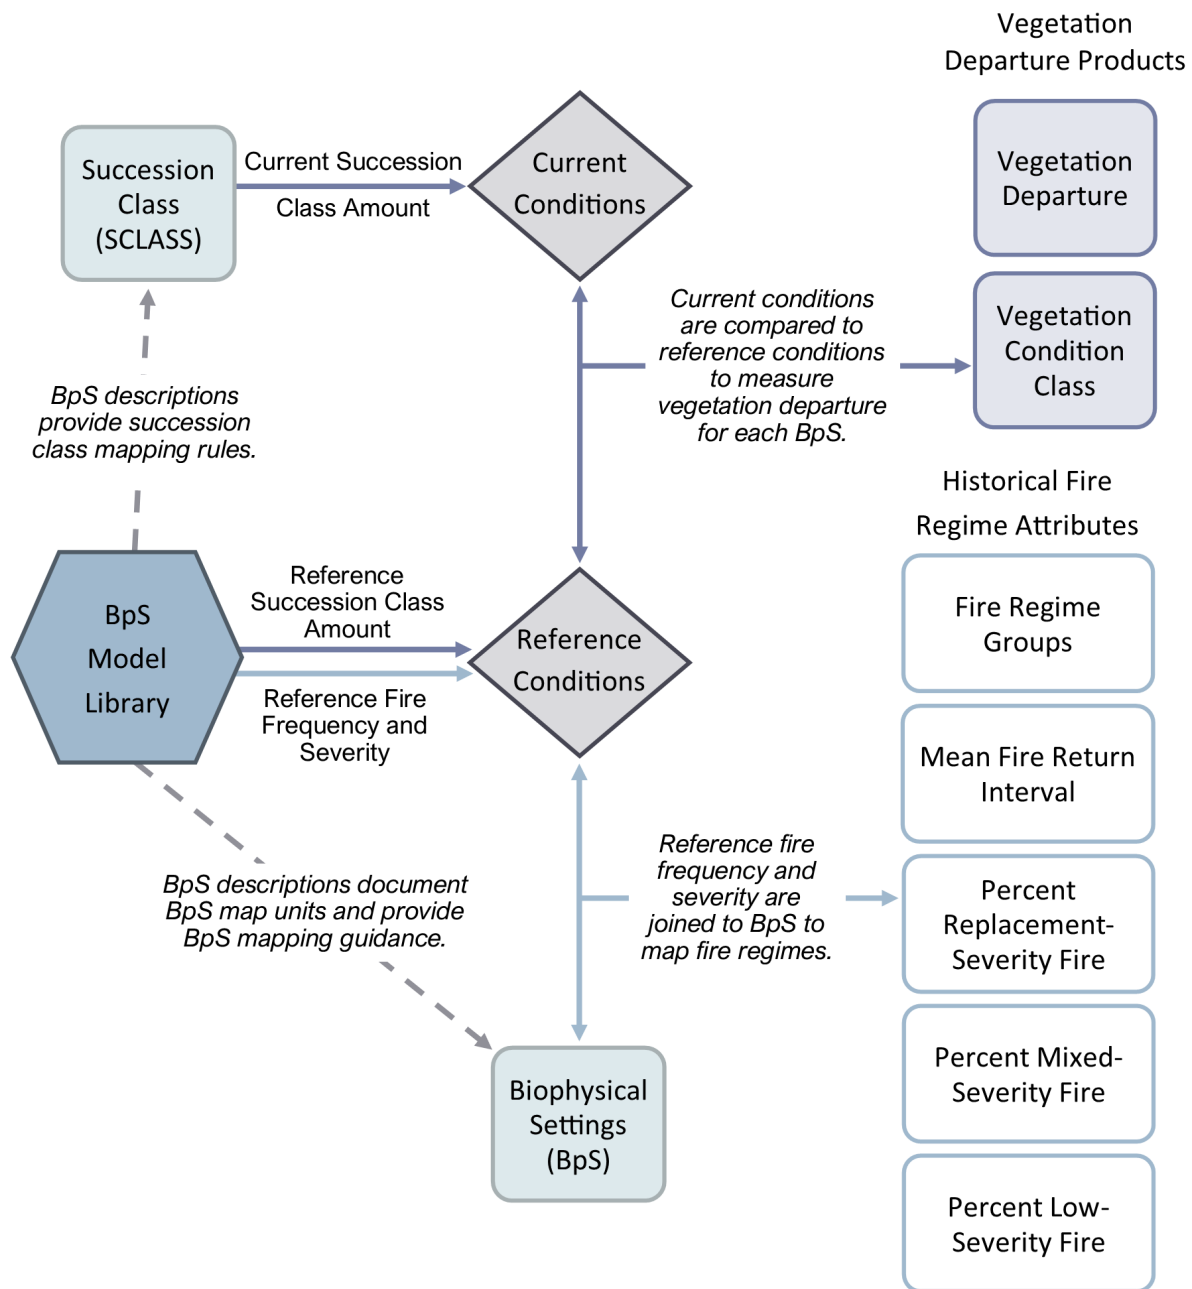 Vegetation
Departure Products
Succession
Class
(SCLASS)
Current Succession
Class Amount
Current
Conditions
Vegetation
Departure
Current conditions
are compared to
reference conditions
to measure
vegetation departure
for each BpS.
Vegetation
Condition
Class
BpS descriptions
provide succession
class mapping rules.
Historical Fire
Regime Attributes
BpS
Model
Library
Reference
Succession Class
Amount
Reference Fire
Frequency and
Severity
Reference
Conditions
Fire Regime
Groups
Mean Fire Return
Interval
BpS descriptions document
BpS map units and provide
BpS mapping guidance.
Reference fire
frequency and
severity are
joined to BpS to
map fire regimes.
Percent
Replacement-
Severity Fire
Percent Mixed-
Severity Fire
Biophysical
Settings
(BpS)
Percent Low-
Severity Fire